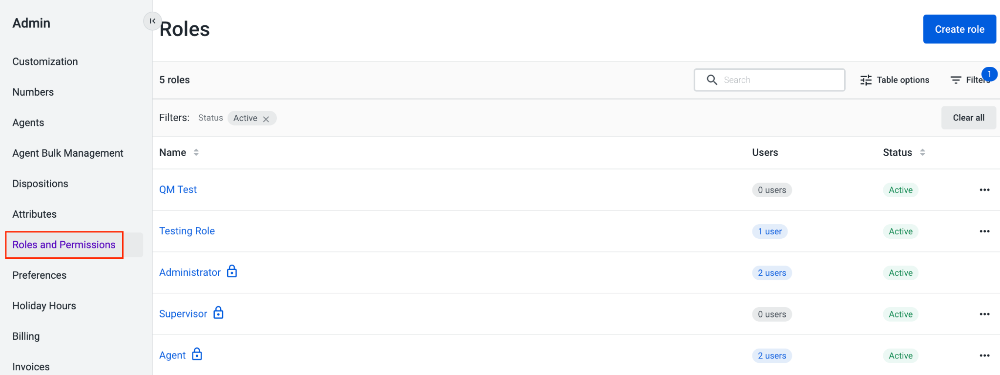 Admin
Customization
Numbers
Agents
Agent Bulk Management
Dispositions
Attributes
Roles and Permissions
Preferences
Holiday Hours
Billing
Invoices
Roles
Create role
5 roles
Search
Table options
Filters
1
Filters: Status Active
Clear all
Name Users Status
QM Test 0 users Active
Testing Role 1 user Active
Administrator 2 users Active
Supervisor 0 users Active
Agent 2 users Active